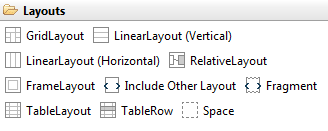 Layouts
GridLayout LinearLayout (Vertical)
LinearLayout (Horizontal) RelativeLayout
FrameLayout Include Other Layout Fragment
TableLayout TableRow Space